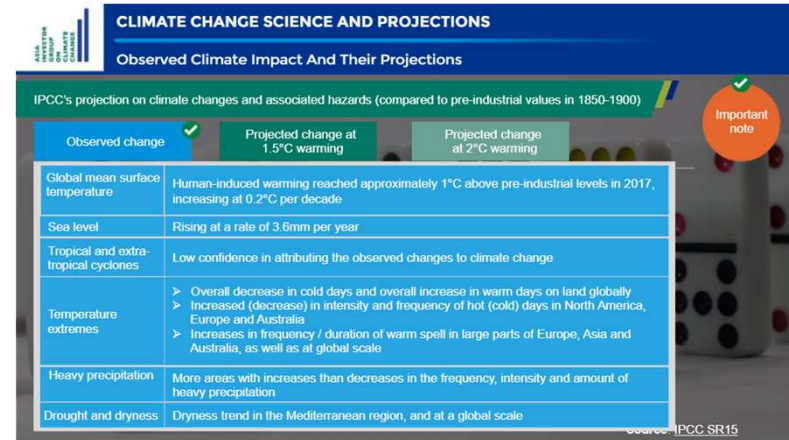 ASIA
INVESTOR
GROUP
ON
CLIMATE
CHANGE
CLIMATE CHANGE SCIENCE AND PROJECTIONS
Observed Climate Impact And Their Projections
IPCC's projection on climate changes and associated hazards (compared to pre-industrial values in 1850-1900)
Important
note
Observed change
Projected change at
1.5°C warming
Projected change
at 2°C warming
Global mean surface
temperature
Human-induced warming reached approximately 1°C above pre-industrial levels in 2017,
increasing at 0.2°C per decade
Sea level
Rising at a rate of 3.6mm per year
Tropical and extra-
tropical cyclones
Low confidence in attributing the observed changes to climate change
Temperature
extremes
➢ Overall decrease in cold days and overall increase in warm days on land globally
➢ Increased (decrease) in intensity and frequency of hot (cold) days in North America,
Europe and Australia
➢ Increases in frequency / duration of warm spell in large parts of Europe, Asia and
Australia, as well as at global scale
Heavy precipitation
More areas with increases than decreases in the frequency, intensity and amount of
heavy precipitation
Drought and dryness
Dryness trend in the Mediterranean region, and at a global scale
Source: IPCC SR15